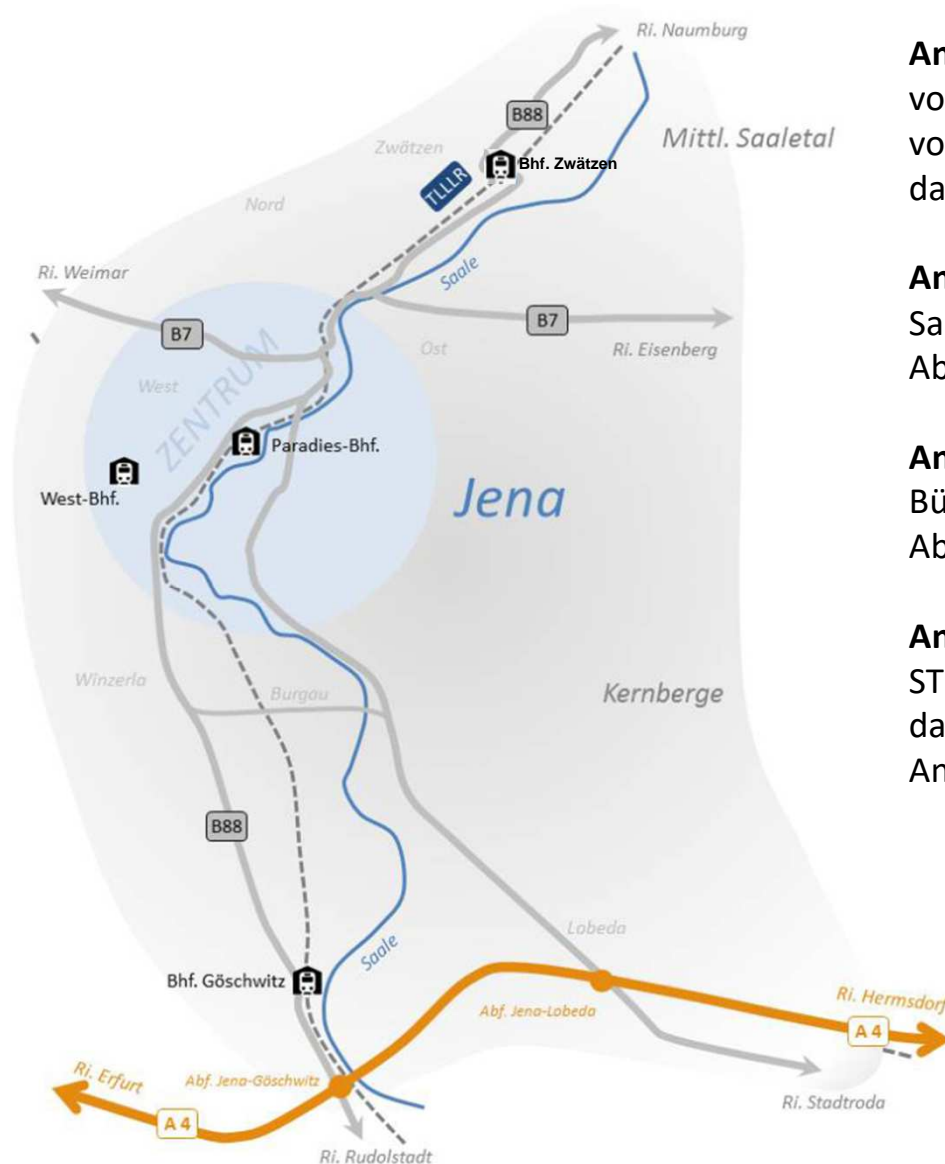 Ri. Naumburg
B88
Mittl. Saaletal
Zwätzen
Bhf. Zwätzen
TLLLR
Nord
Saale
Ri. Weimar
B7
B7
Ost
Ri. Eisenberg
West
ZENTRUM
Paradies-Bhf.
West-Bhf.
Jena
Winzerla
Burgau
Kernberge
B88
Lobeda
Saale
Bhf. Göschwitz
Abf. Jena-Lobeda
Ri. Hermsdorf
A 4
Ri. Erfurt
Abf. Jena-Göschwitz
A 4
Ri. Stadtroda
Ri. Rudolstadt
An
vo
vo
da
An
Sa
Ab
An
Bü
Ab
An
ST
da
An